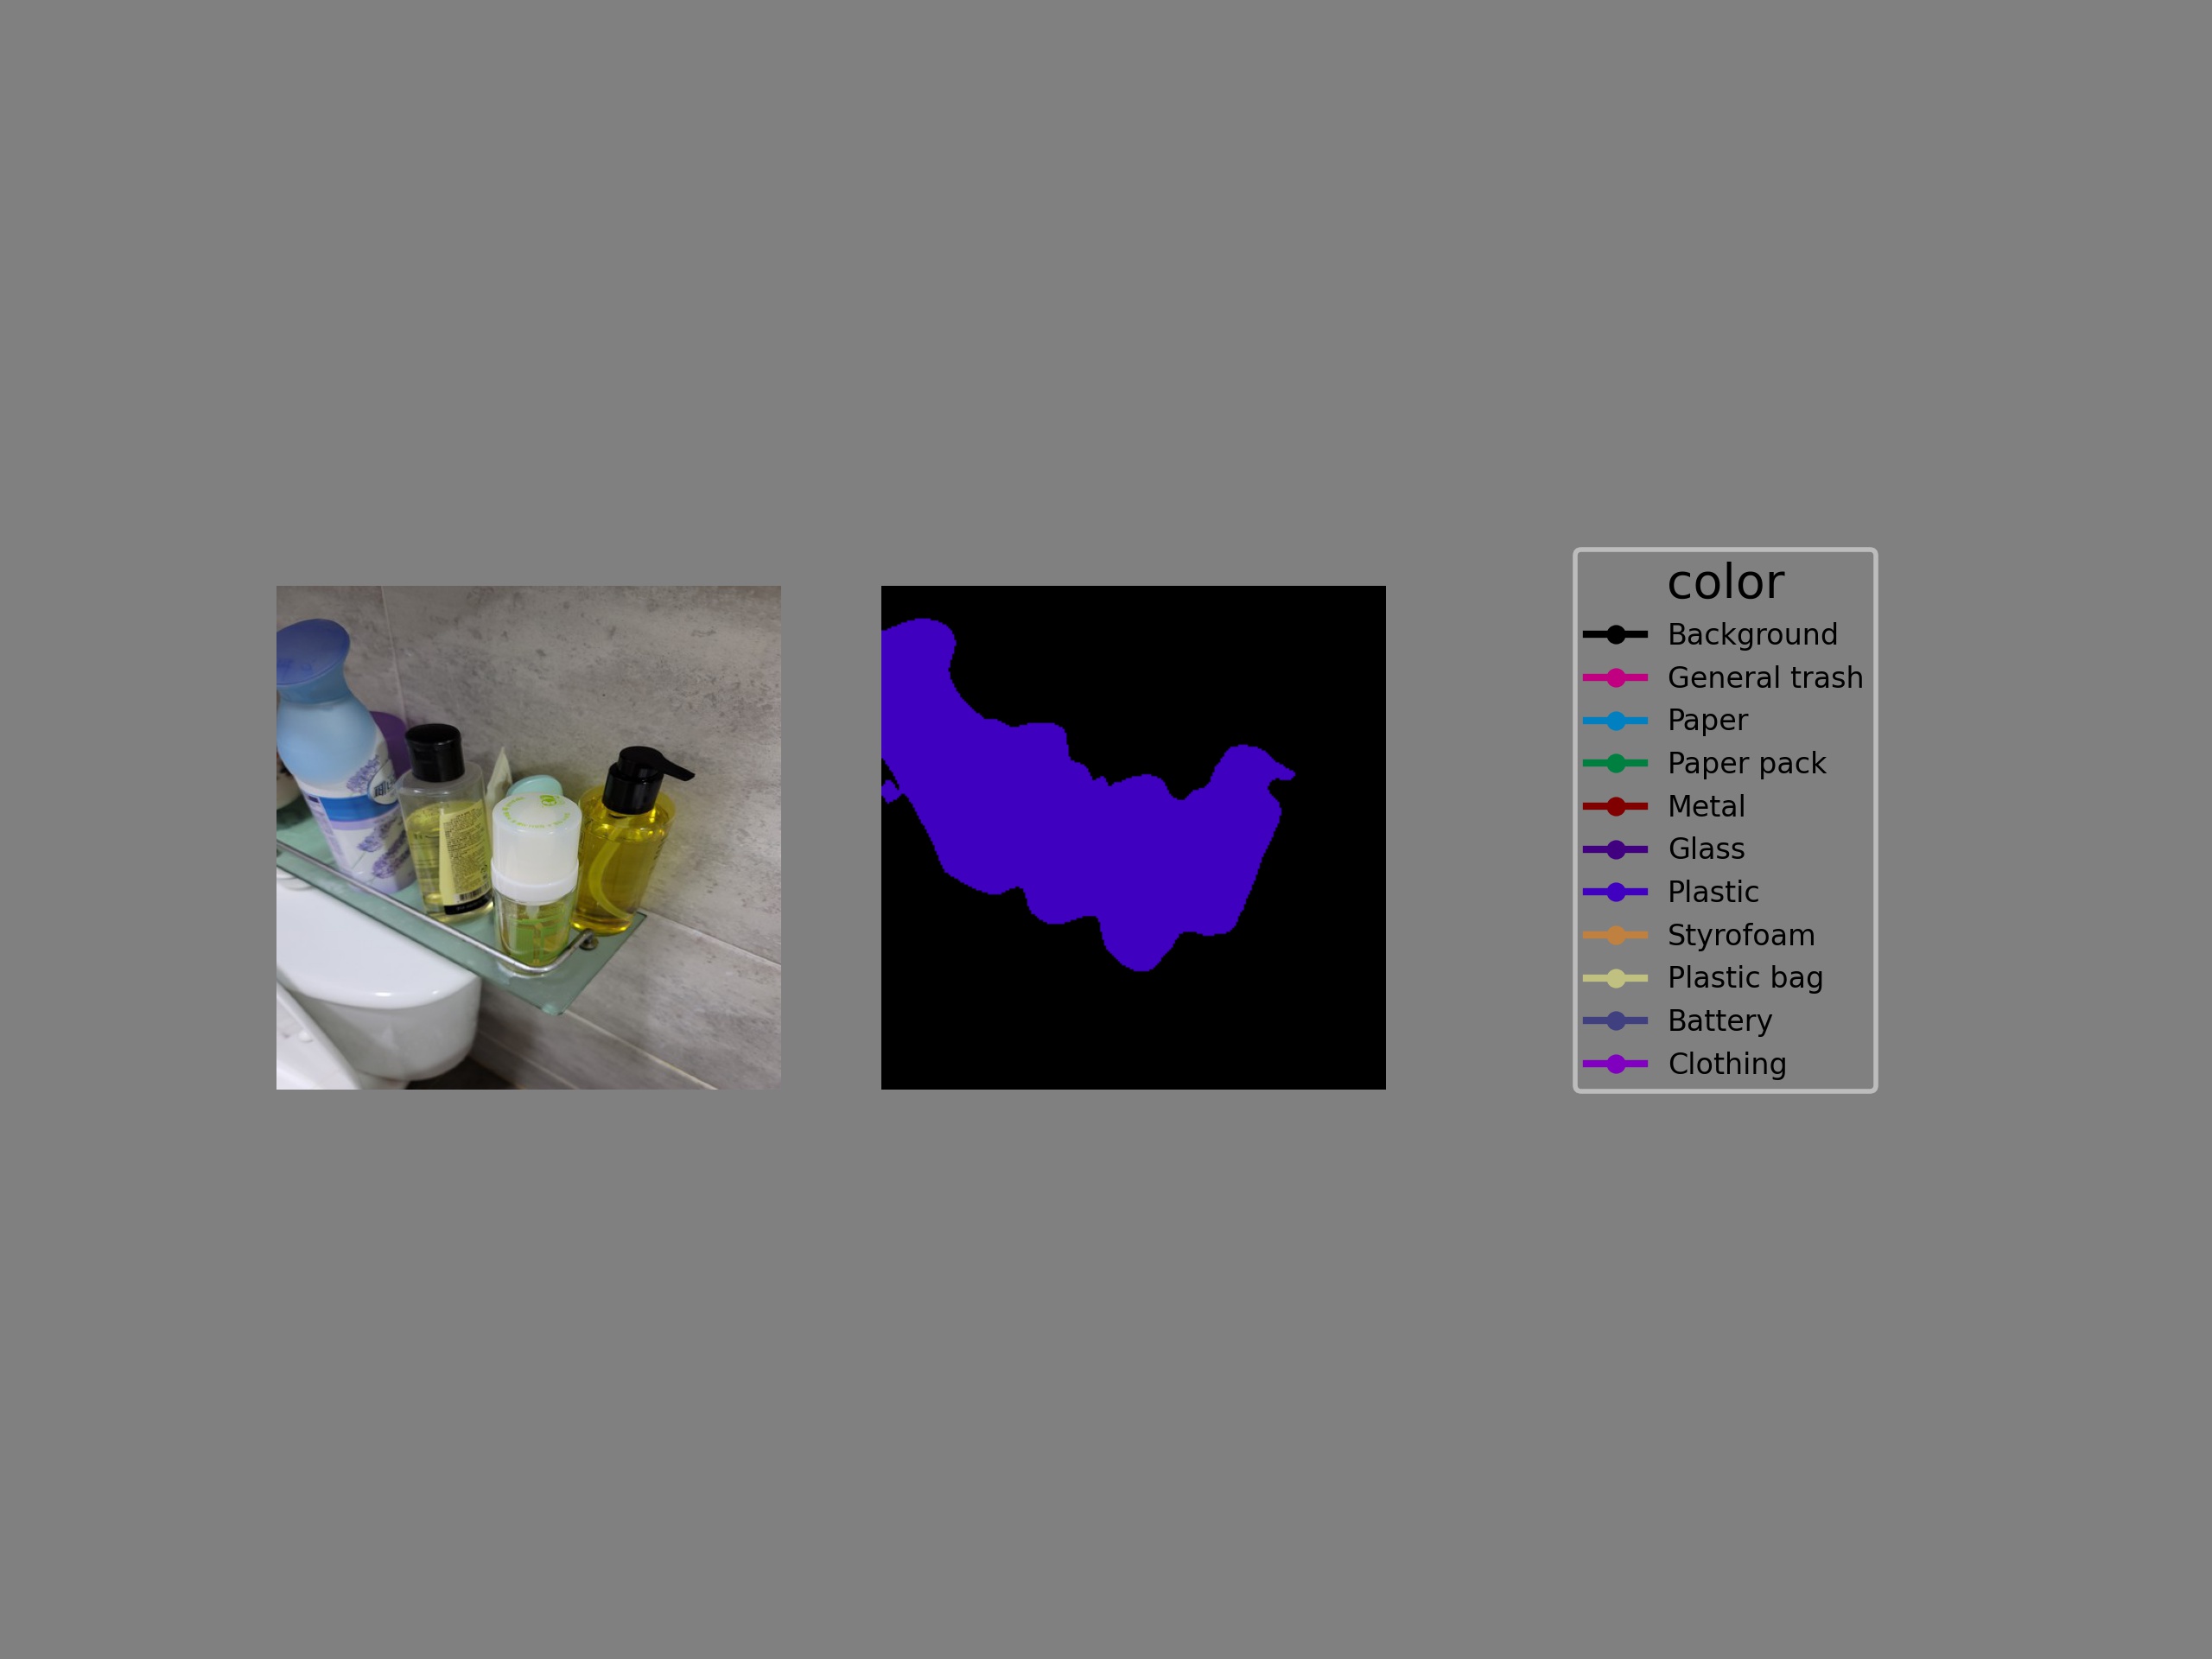 color
Background
General trash
Paper
Paper pack
Metal
Glass
Plastic
Styrofoam
Plastic bag
Battery
Clothing